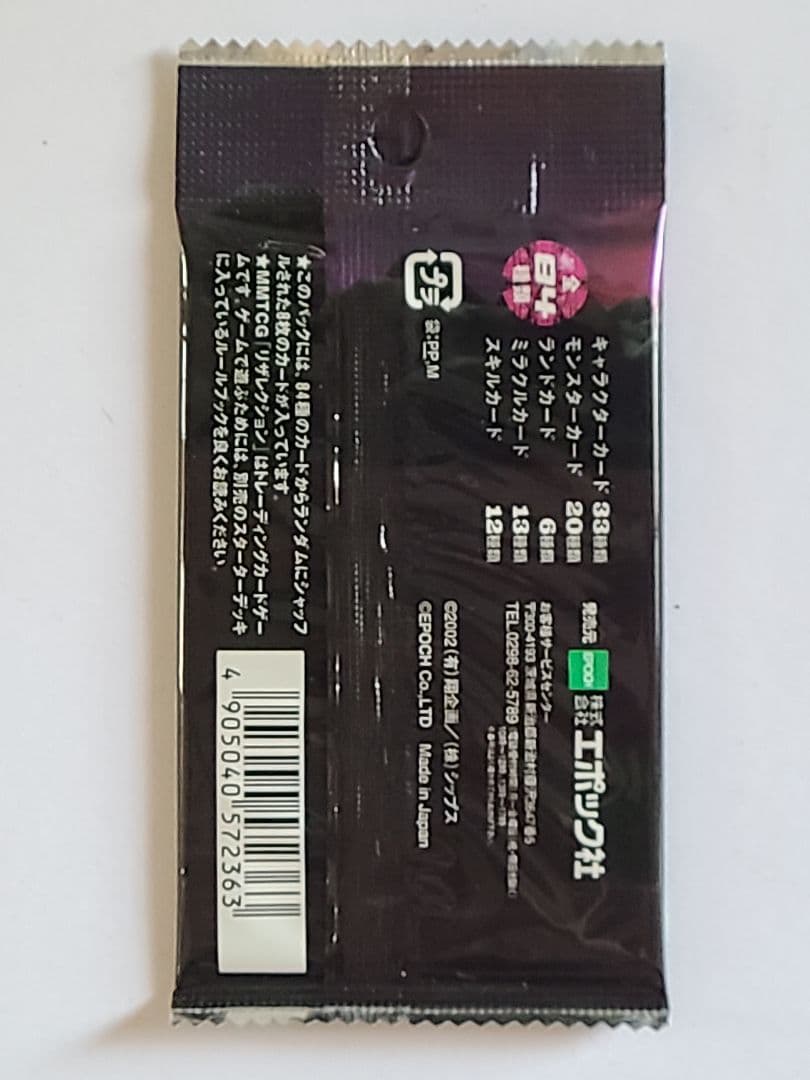 全
84
種類
キャラクターカード 33種類
モンスターカード 20種類
ランドカード 6種類
ミラクルカード 13種類
スキルカード 12種類
発売元 EPOCH 株式会社 エポック社
お客様サービスセンター
TEL.0298-62-5789
プラ 袋:PP,M
©2002 (有)翔企画/(株)シップス
©EPOCH Co.,LTD Made in Japan
★このパックには、84種のカードからランダムにシャッフ
ルされた8枚のカードが入っています。
★MMTCG「リザレクション」はトレーディングカードゲー
ムです。ゲームで遊ぶためには、別売のスターターデッキ
に入っているルールブックを良くお読みください。
4 905040 572363